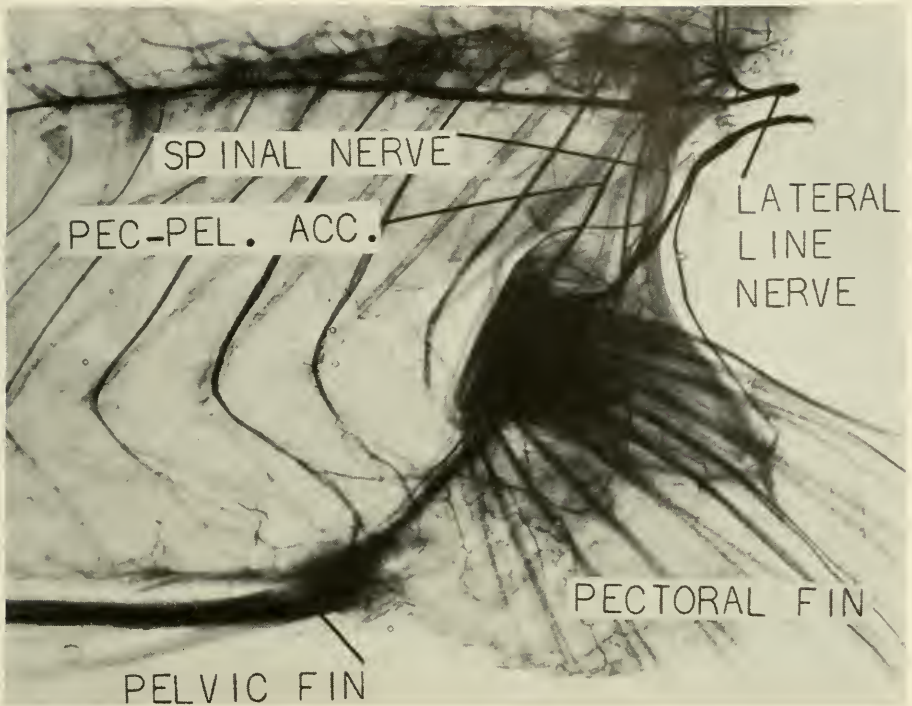 SPINAL NERVE
PEC-PEL. ACC.
LATERAL
LINE
NERVE
PECTORAL FIN
PELVIC FIN